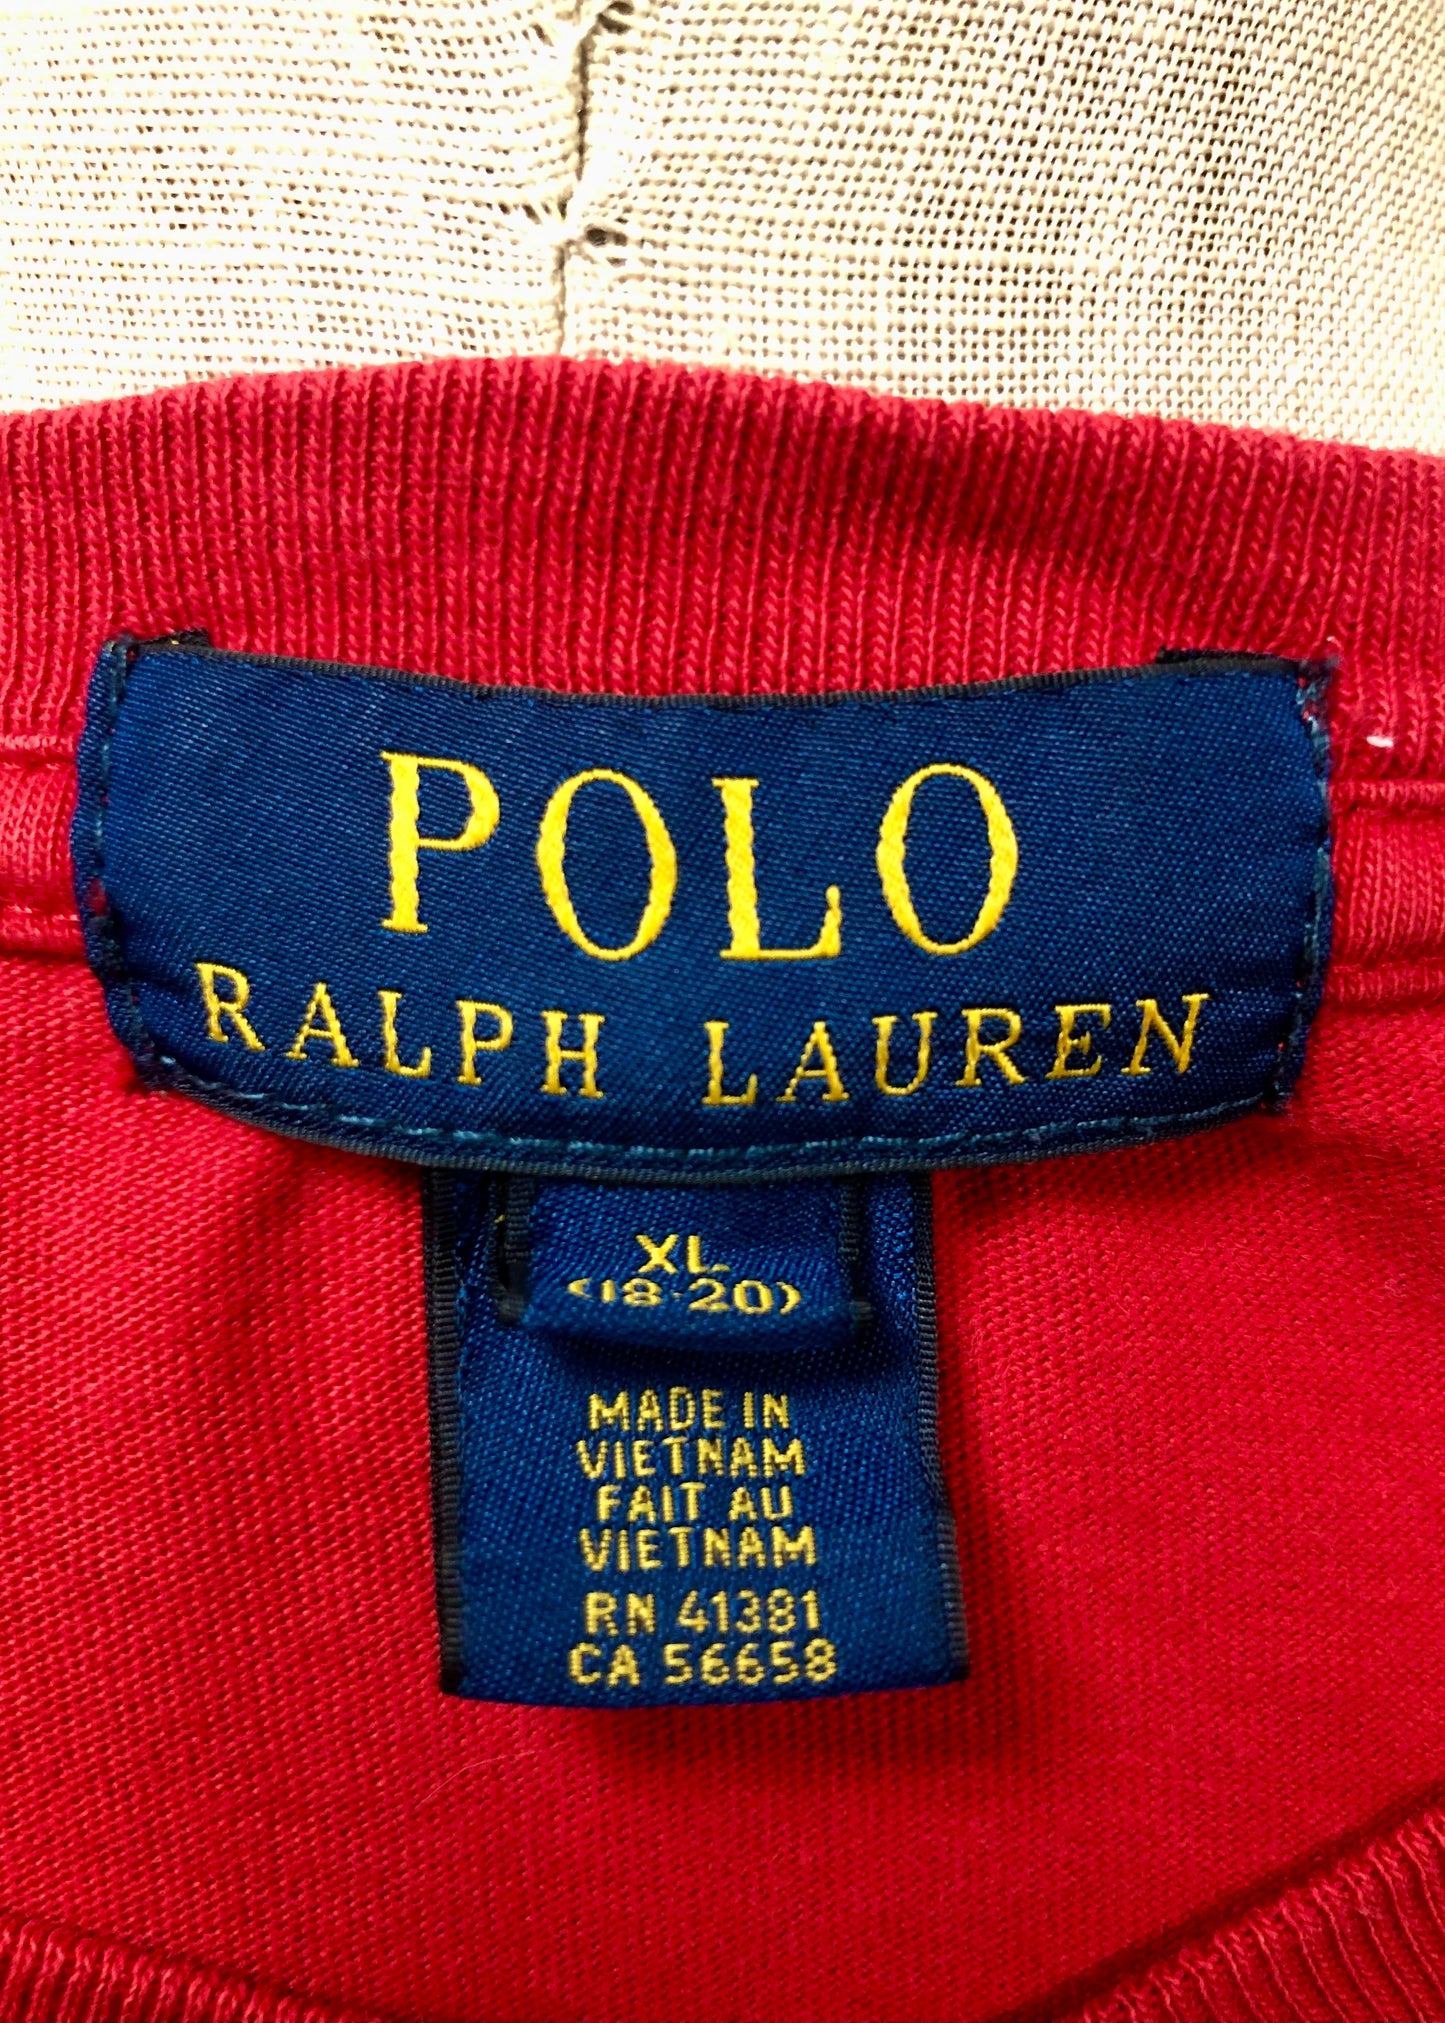 POLO
RALPH LAUREN
XL
(18-20)
MADE IN
VIETNAM
FAIT AU
VIETNAM
RN 41381
CA 56658